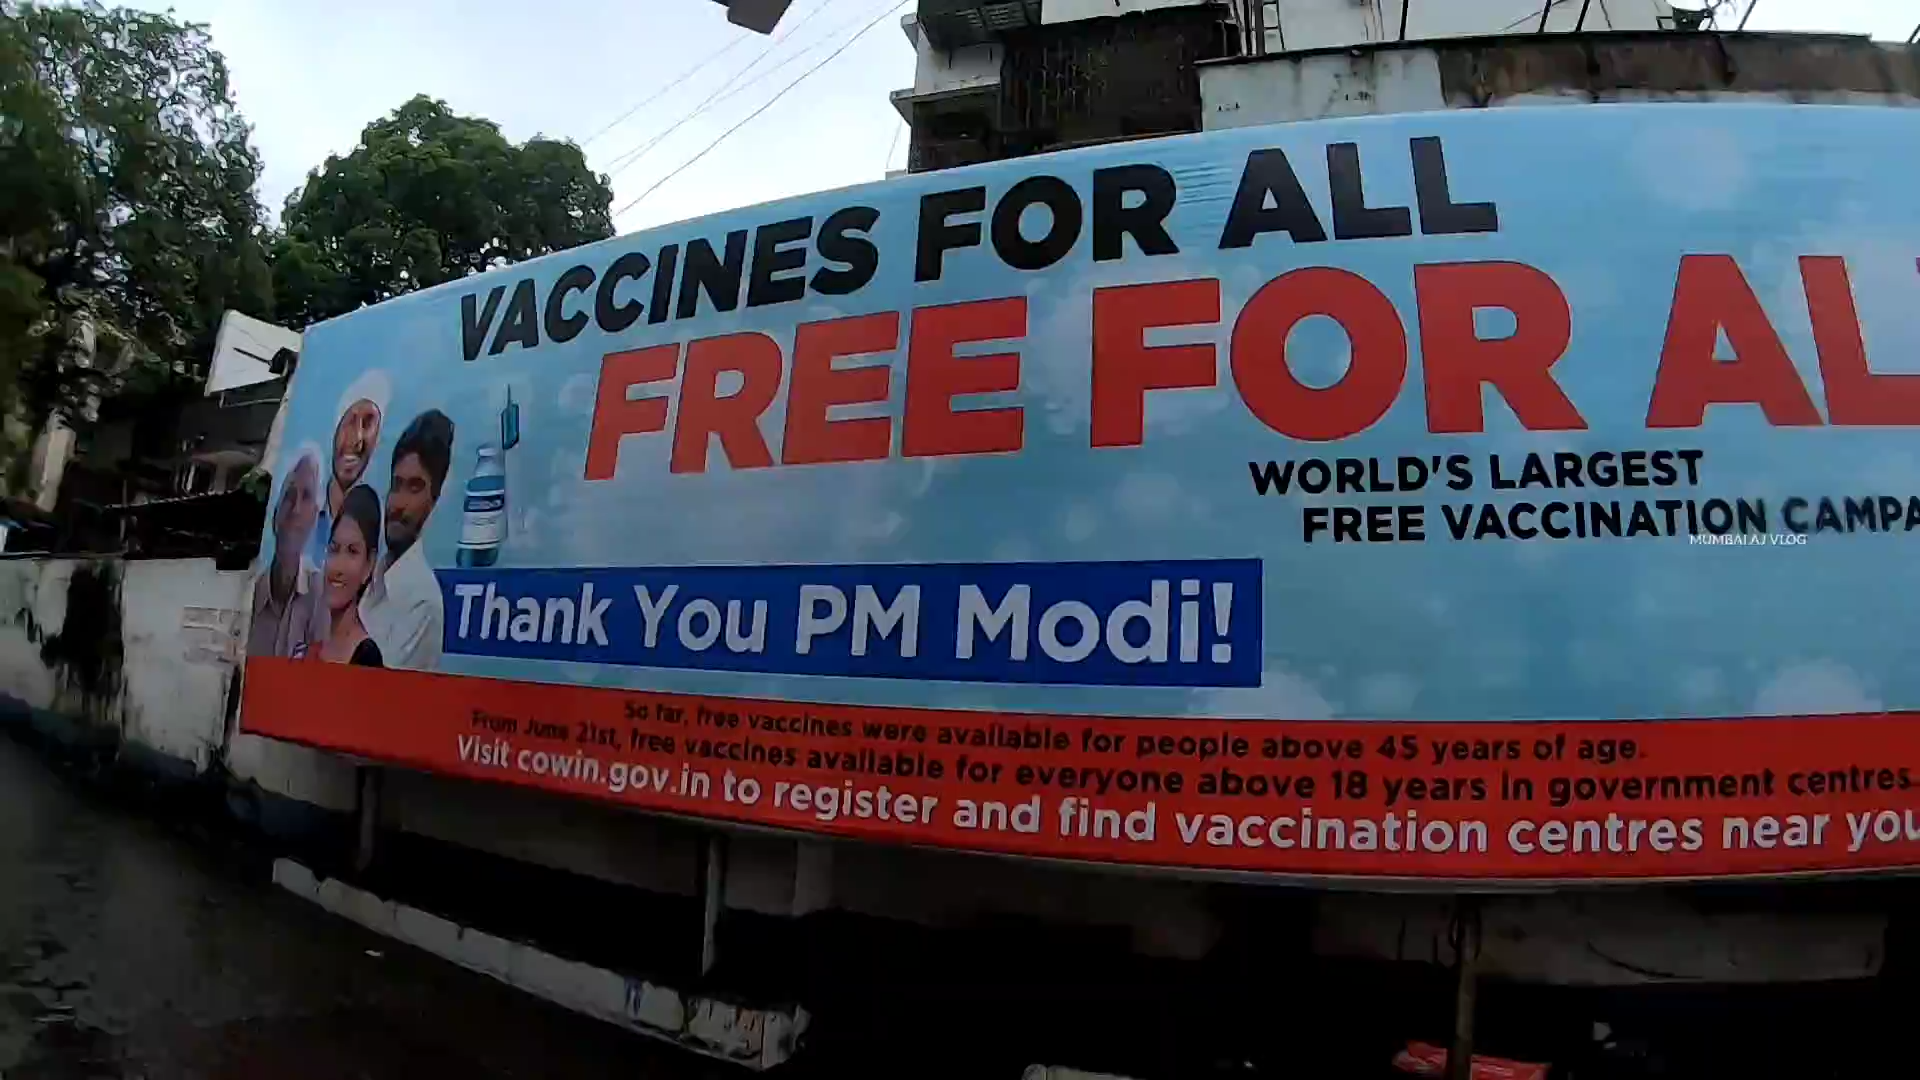 VACCINES FOR ALL
FREE FOR AL
WORLD'S LARGEST
FREE VACCINATION CAMPA
MUMBAI AJ VLOG
Thank You PM Modi!
So far, free vaccines were available for people above 45 years of age.
From June 21st, free vaccines available for everyone above 18 years in government centres.
Visit cowin.gov.in to register and find vaccination centres near you